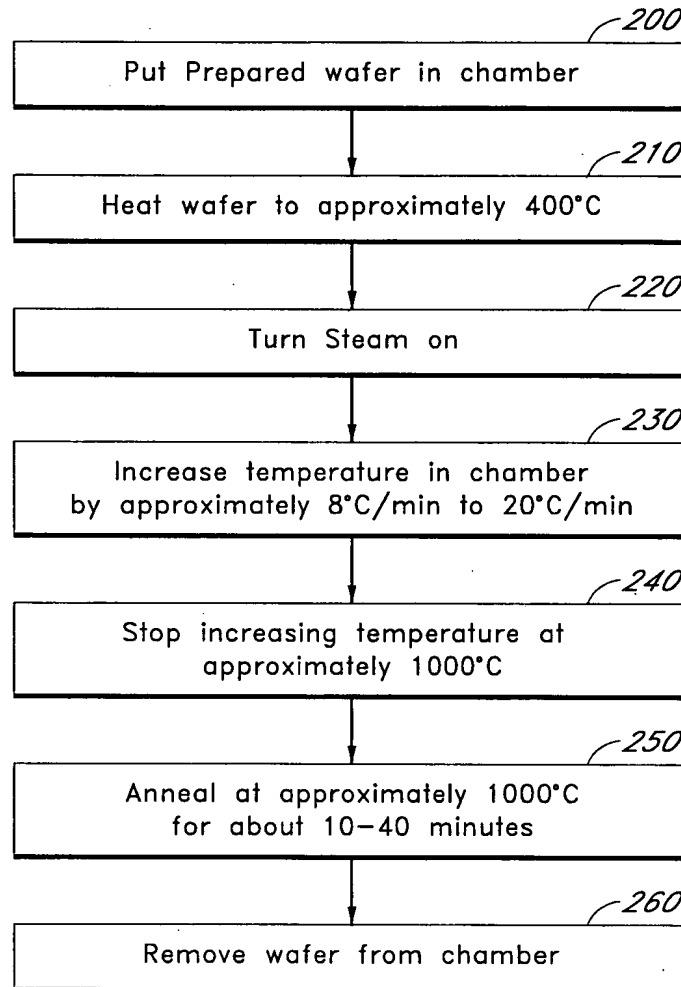 200
Put Prepared wafer in chamber
210
Heat wafer to approximately 400°C
220
Turn Steam on
230
Increase temperature in chamber
by approximately 8°C/min to 20°C/min
240
Stop increasing temperature at
approximately 1000°C
250
Anneal at approximately 1000°C
for about 10–40 minutes
260
Remove wafer from chamber